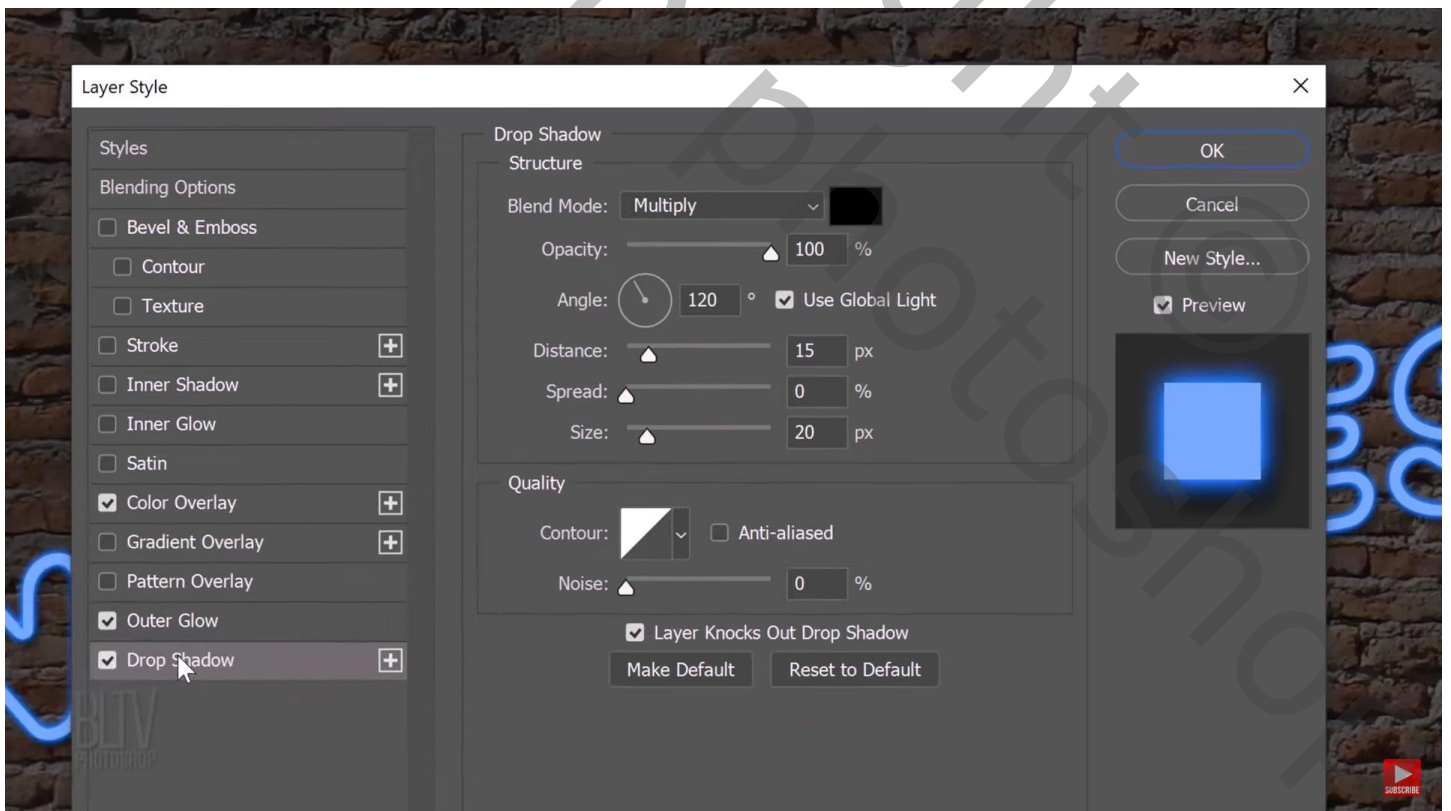 Layer Style
Styles
Blending Options
Bevel & Emboss
Contour
Texture
Stroke
Inner Shadow
Inner Glow
Satin
Color Overlay
Gradient Overlay
Pattern Overlay
Outer Glow
Drop Shadow
Drop Shadow
Structure
Blend Mode: Multiply
Opacity: 100 %
Angle: 120 ° Use Global Light
Distance: 15 px
Spread: 0 %
Size: 20 px
Quality
Contour: Anti-aliased
Noise: 0 %
Layer Knocks Out Drop Shadow
Make Default Reset to Default
OK
Cancel
New Style...
Preview
BLTV
PHOTOSHOP
SUBSCRIBE
photoshop
©